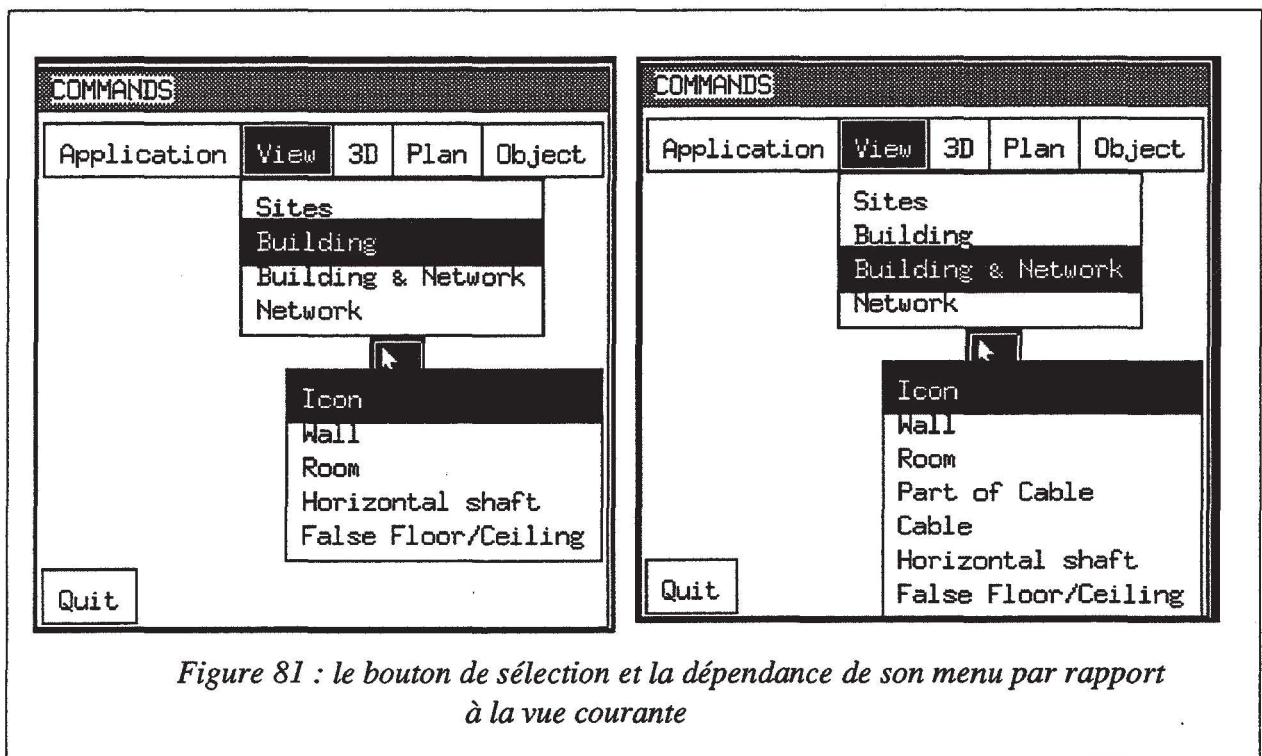 COMMANDS
Application View 3D Plan Object
Sites
Building
Building & Network
Network
Icon
Wall
Room
Horizontal shaft
False Floor/Ceiling
Quit
COMMANDS
Application View 3D Plan Object
Sites
Building
Building & Network
Network
Icon
Wall
Room
Part of Cable
Cable
Horizontal shaft
False Floor/Ceiling
Quit
Figure 81 : le bouton de sélection et la dépendance de son menu par rapport
à la vue courante